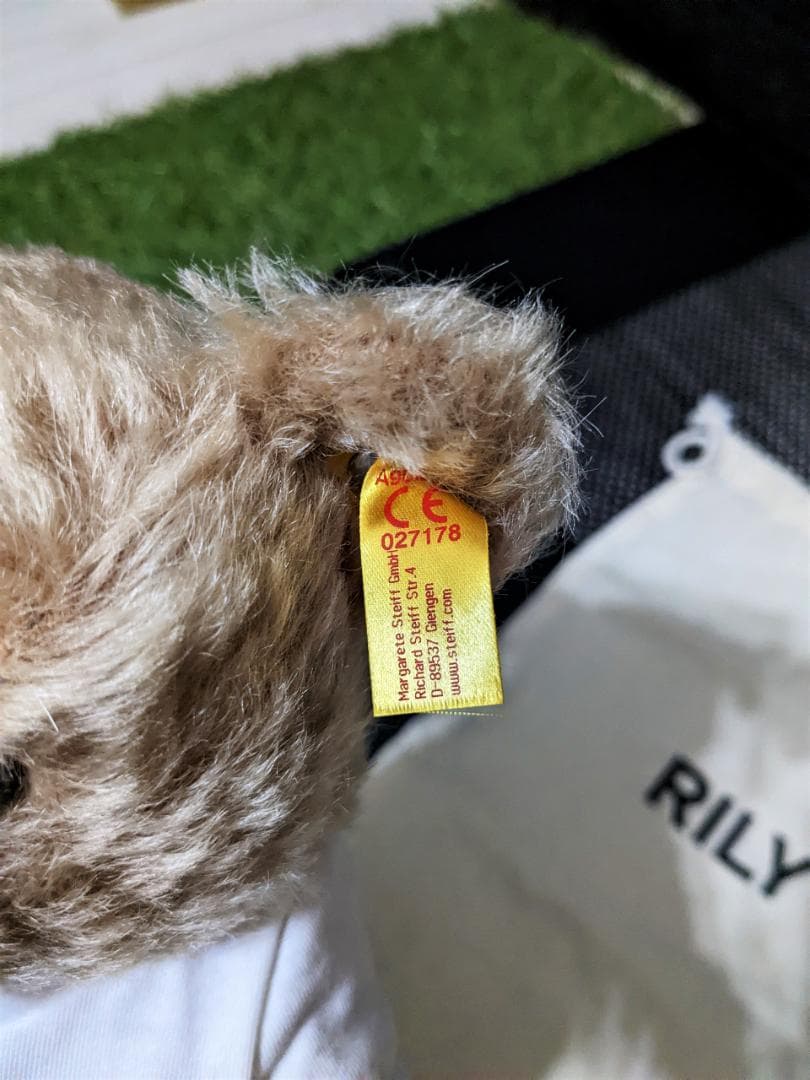 CE
027178
Margarete Steiff GmbH
Richard Steiff Str.4
D-89537 Giengen
www.steiff.com
RILY